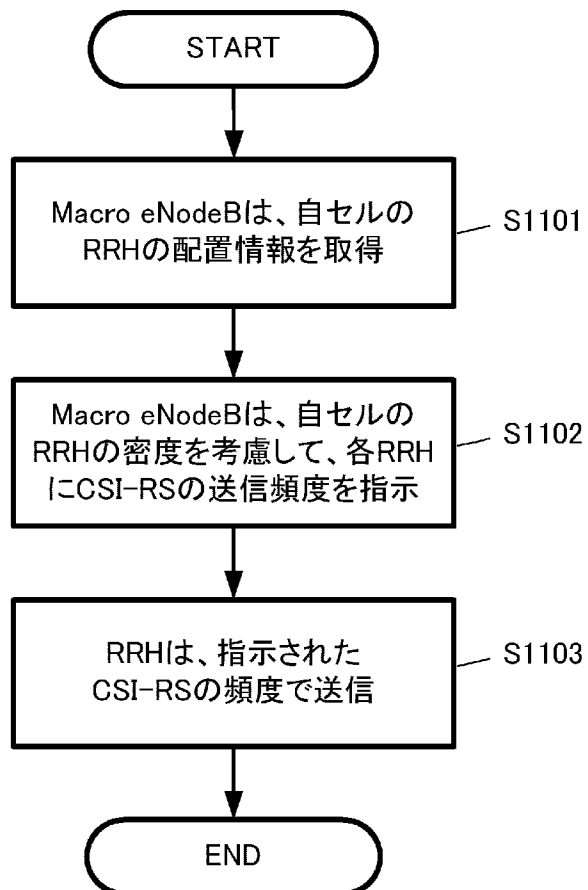 START
Macro eNodeBは、自セルの
RRHの配置情報を取得
S1101
Macro eNodeBは、自セルの
RRHの密度を考慮して、各RRH
にCSI-RSの送信頻度を指示
S1102
RRHは、指示された
CSI-RSの頻度で送信
S1103
END